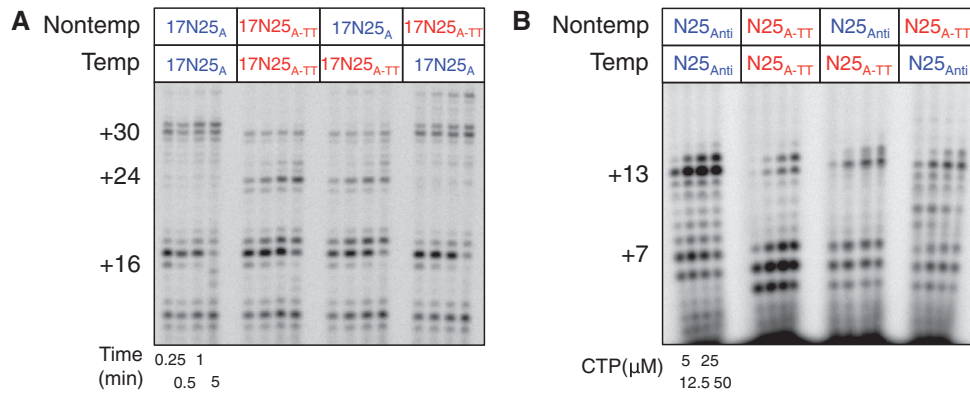 A
Nontemp 17N25A 17N25A-TT 17N25A 17N25A-TT
Temp 17N25A 17N25A-TT 17N25A-TT 17N25A
+30
+24
+16
Time 0.25 1
(min) 0.5 5
B
Nontemp N25Anti N25A-TT N25Anti N25A-TT
Temp N25Anti N25A-TT N25A-TT N25Anti
+13
+7
CTP(μM) 5 25
12.5 50